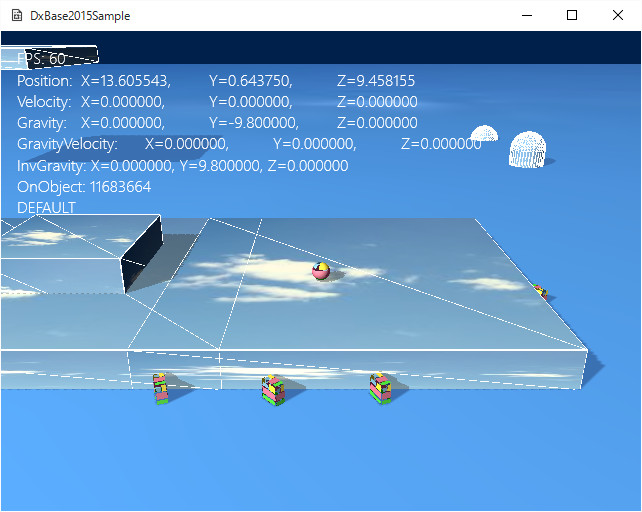 DxBase2015Sample
FPS: 60
Position: X=13.605543, Y=0.643750, Z=9.458155
Velocity: X=0.000000, Y=0.000000, Z=0.000000
Gravity: X=0.000000, Y=-9.800000, Z=0.000000
GravityVelocity: X=0.000000, Y=0.000000, Z=0.000000
InvGravity: X=0.000000, Y=9.800000, Z=0.000000
OnObject: 11683664
DEFAULT